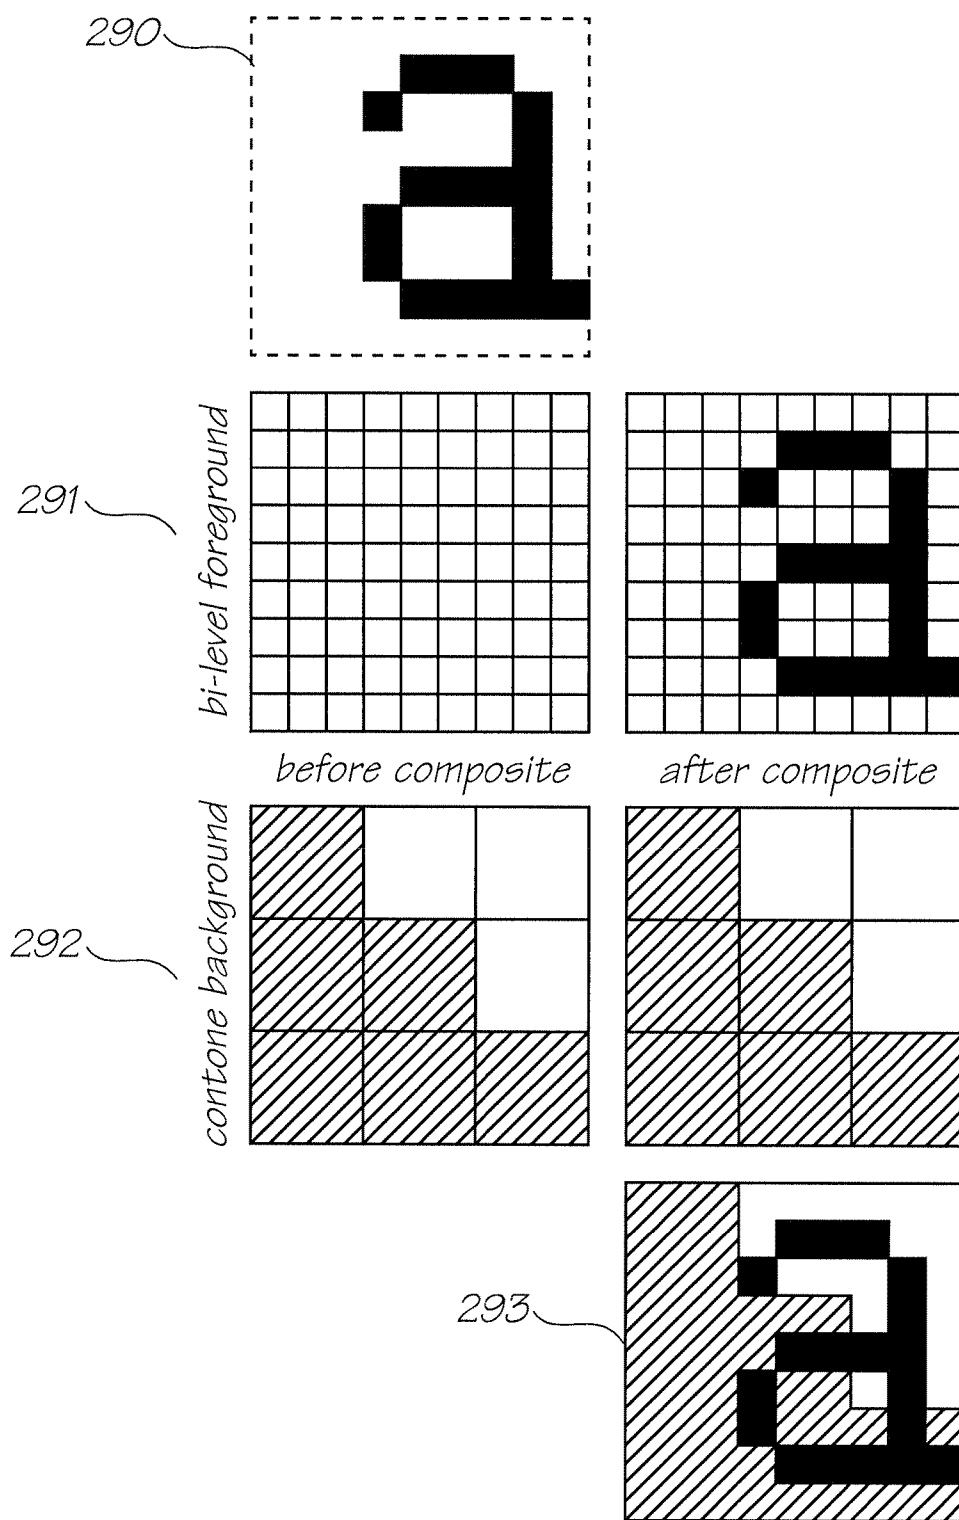 290
291
bi-level foreground
before composite
after composite
292
contone background
293